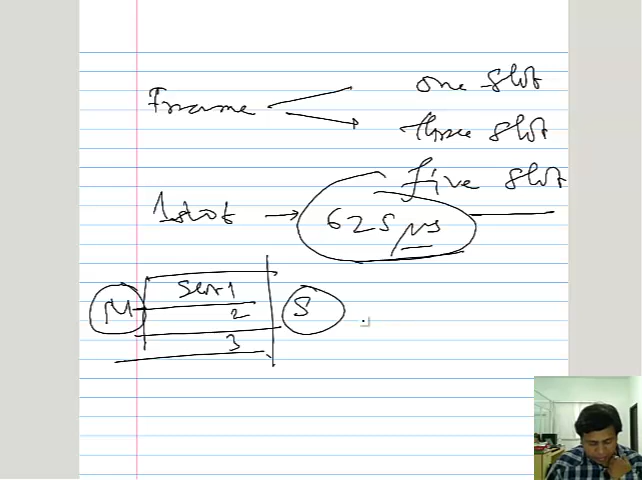 one slot
Frame
three slot
five slot
1 slot → 625 μs
M Ser 1 S
2
3